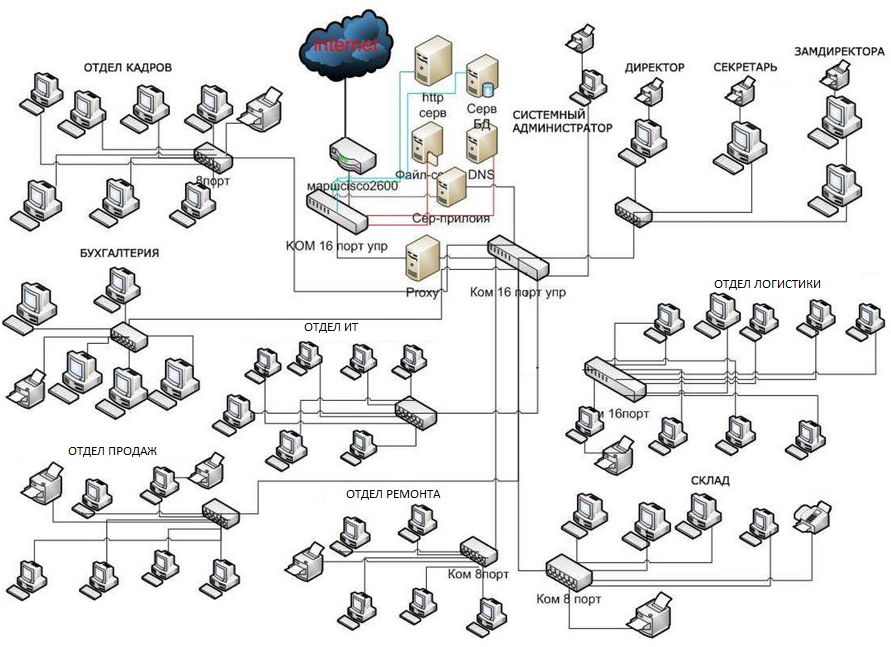 internet
ОТДЕЛ КАДРОВ
ДИРЕКТОР
СЕКРЕТАРЬ
ЗАМДИРЕКТОРА
http
серв
Серв
БД
СИСТЕМНЫЙ
АДМИНИСТРАТОР
8порт
Файл-се
DNS
маршcisco2600
Сер-прилоия
КОМ 16 порт упр
БУХГАЛТЕРИЯ
Proxy
Ком 16 порт упр
ОТДЕЛ ЛОГИСТИКИ
ОТДЕЛ ИТ
м 16порт
ОТДЕЛ ПРОДАЖ
ОТДЕЛ РЕМОНТА
СКЛАД
Ком 8порт
Ком 8 порт